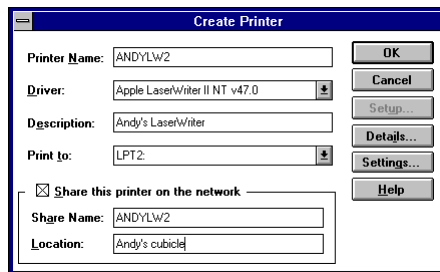 Create Printer
Printer Name: ANDYLW2
Driver: Apple LaserWriter II NT v47.0
Description: Andy's LaserWriter
Print to: LPT2:
Share this printer on the network
Share Name: ANDYLW2
Location: Andy's cubicle
OK
Cancel
Setup...
Details...
Settings...
Help